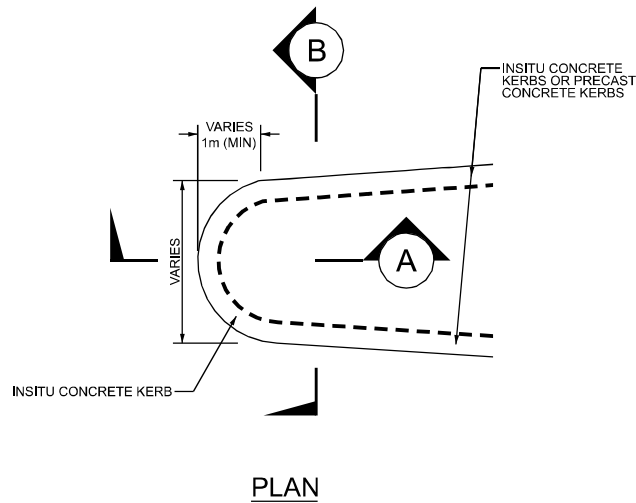 B
INSITU CONCRETE
KERBS OR PRECAST
CONCRETE KERBS
VARIES
1m (MIN)
VARIES
A
INSITU CONCRETE KERB
PLAN